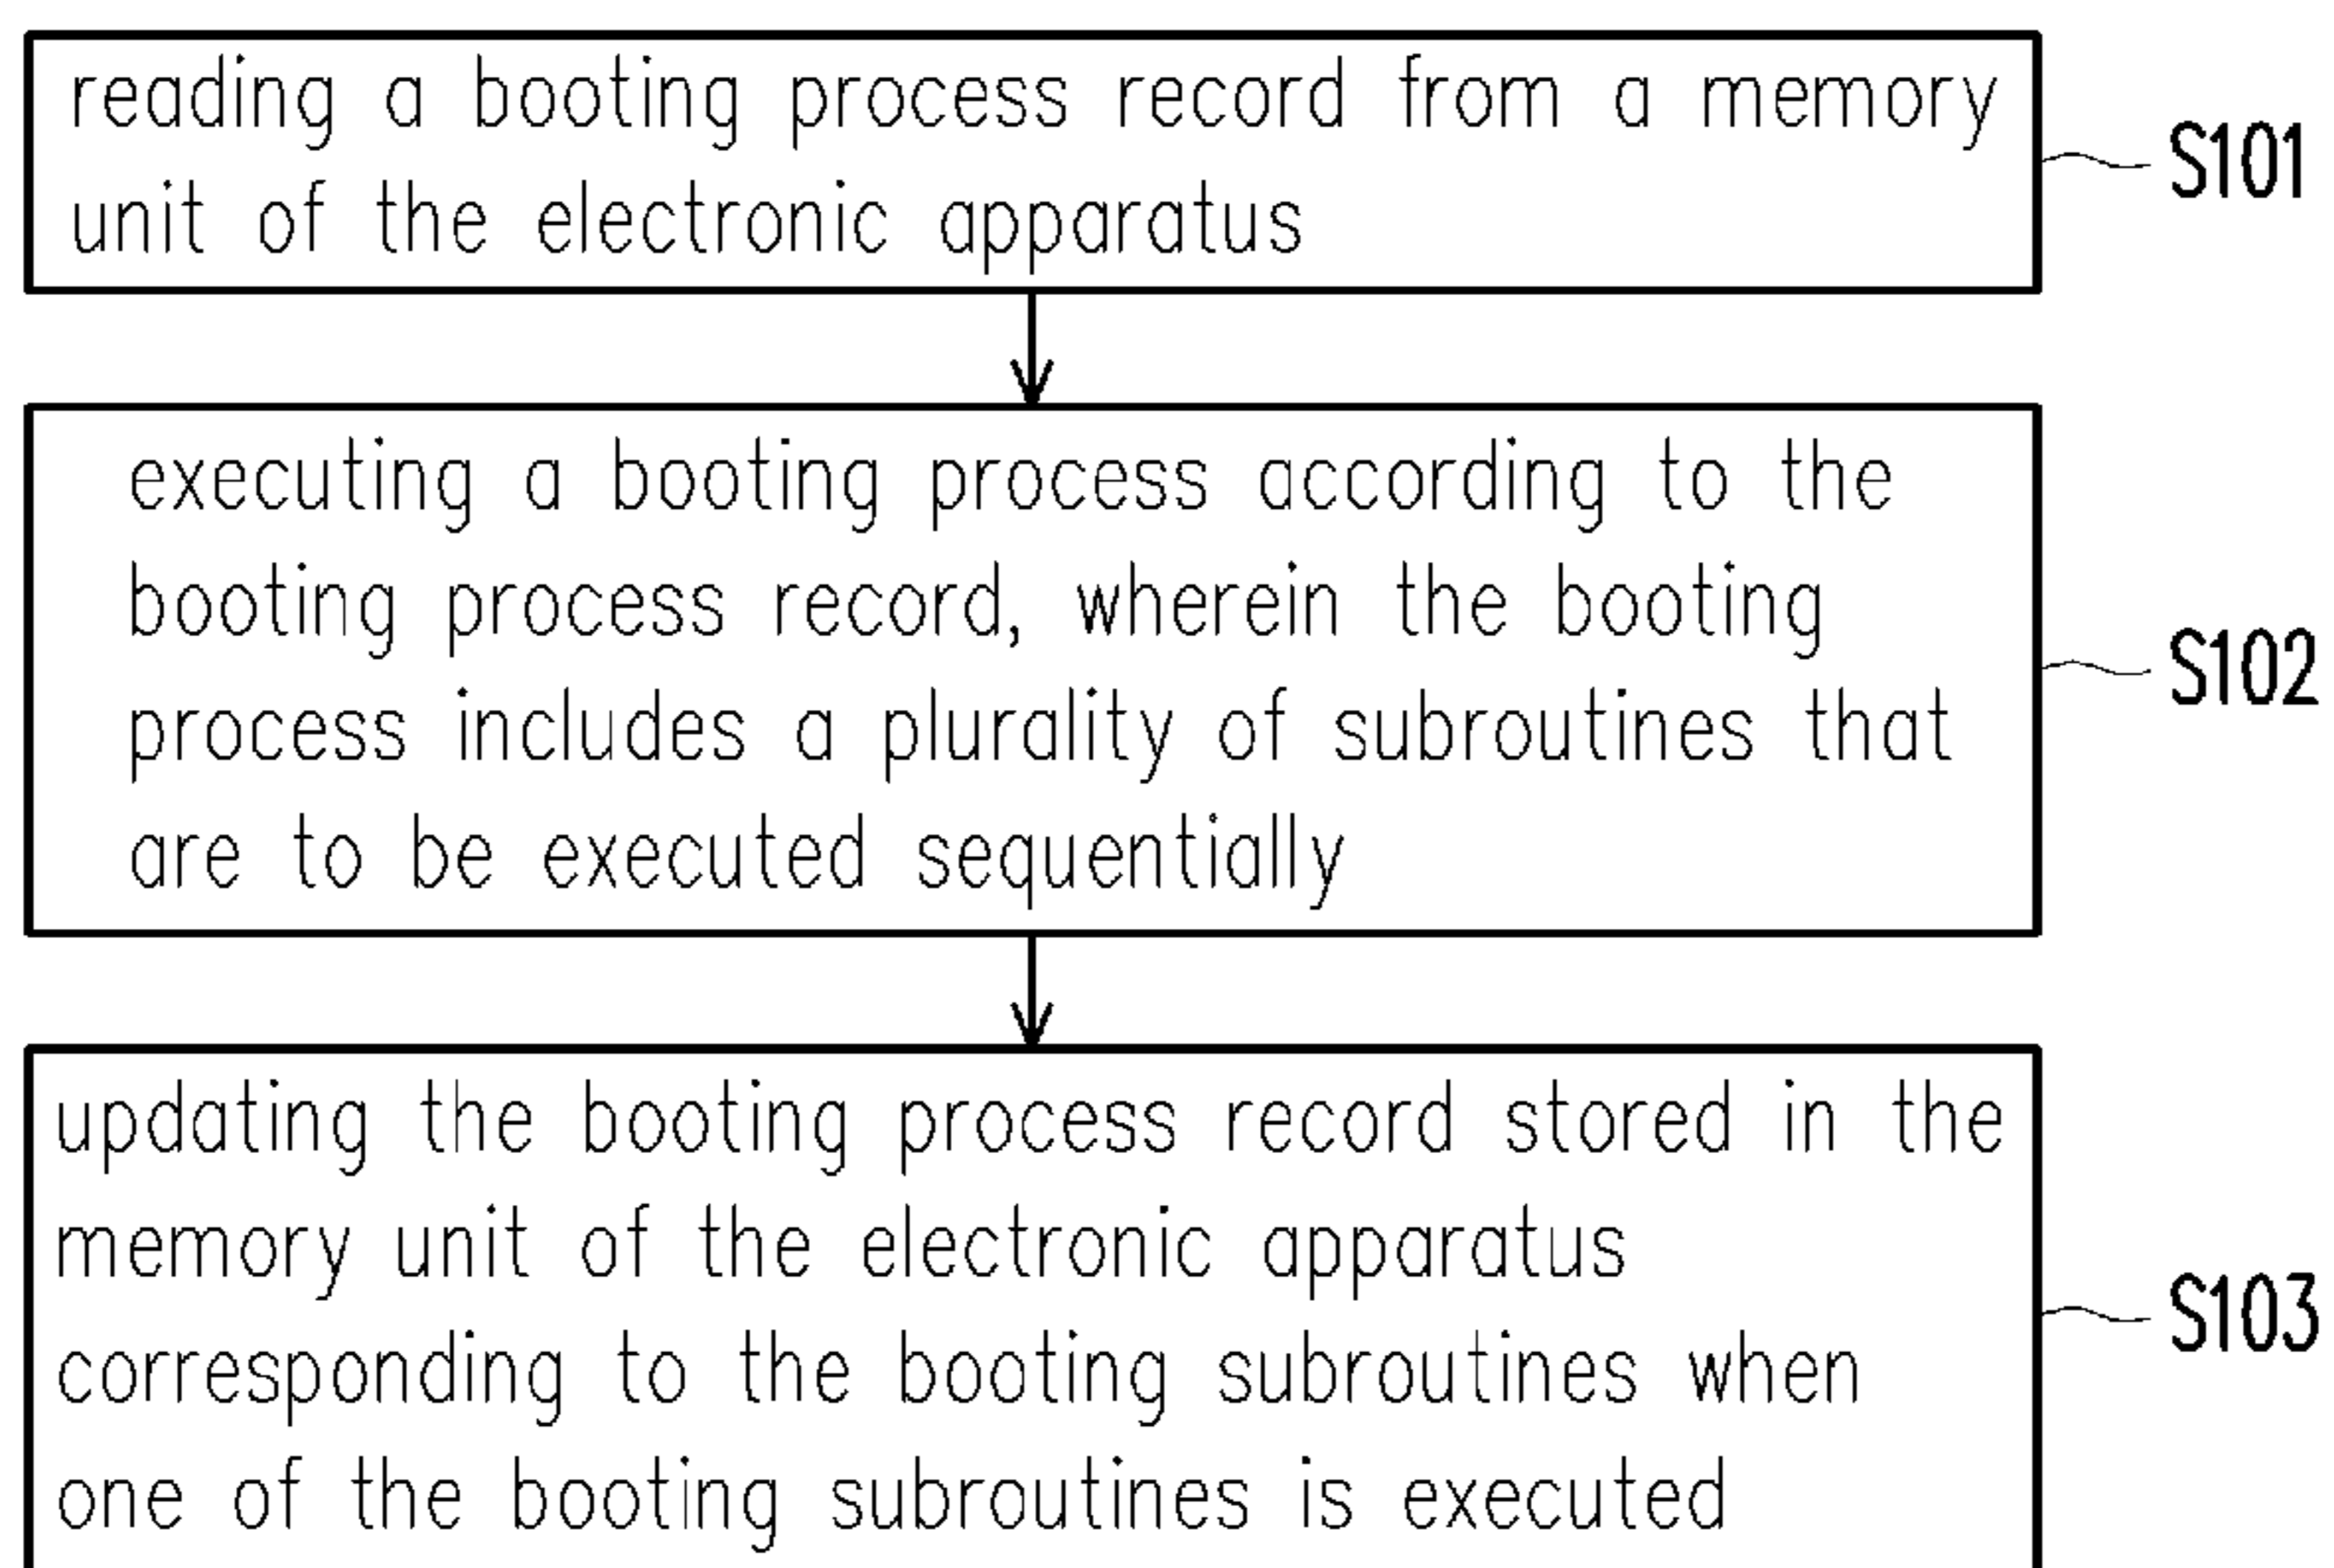 reading a booting process record from a memory
unit of the electronic apparatus
S101
executing a booting process according to the
booting process record, wherein the booting
process includes a plurality of subroutines that
are to be executed sequentially
S102
updating the booting process record stored in the
memory unit of the electronic apparatus
corresponding to the booting subroutines when
one of the booting subroutines is executed
S103